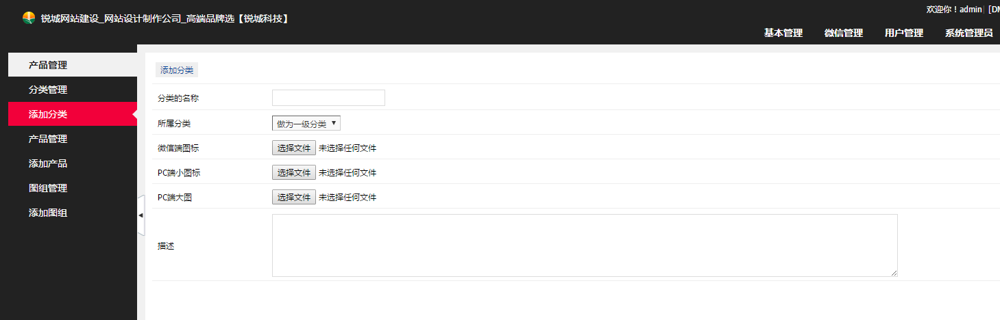 锐城网站建设_网站设计制作公司_高端品牌选【锐城科技】
欢迎你！admin| [DM
基本管理 微信管理 用户管理 系统管理员
产品管理
分类管理
添加分类
产品管理
添加产品
图组管理
添加图组
添加分类
分类的名称
所属分类 做为一级分类
微信端图标 选择文件 未选择任何文件
PC端小图标 选择文件 未选择任何文件
PC端大图 选择文件 未选择任何文件
描述